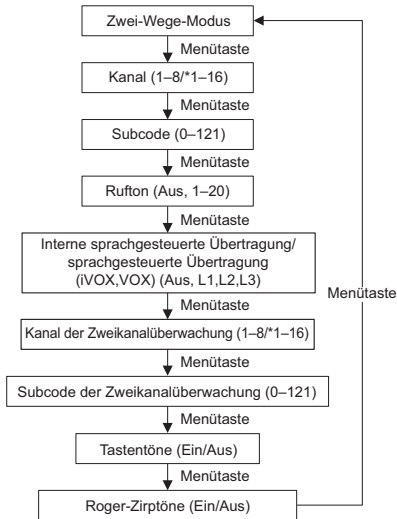 Zwei-Wege-Modus
Menütaste
Kanal (1–8/*1–16)
Menütaste
Subcode (0–121)
Menütaste
Rufton (Aus, 1–20)
Menütaste
Interne sprachgesteuerte Übertragung/
sprachgesteuerte Übertragung
(iVOX,VOX) (Aus, L1,L2,L3)
Menütaste
Menütaste
Kanal der Zweikanalüberwachung (1–8/*1–16)
Menütaste
Subcode der Zweikanalüberwachung (0–121)
Menütaste
Tastentöne (Ein/Aus)
Menütaste
Roger-Zirptöne (Ein/Aus)